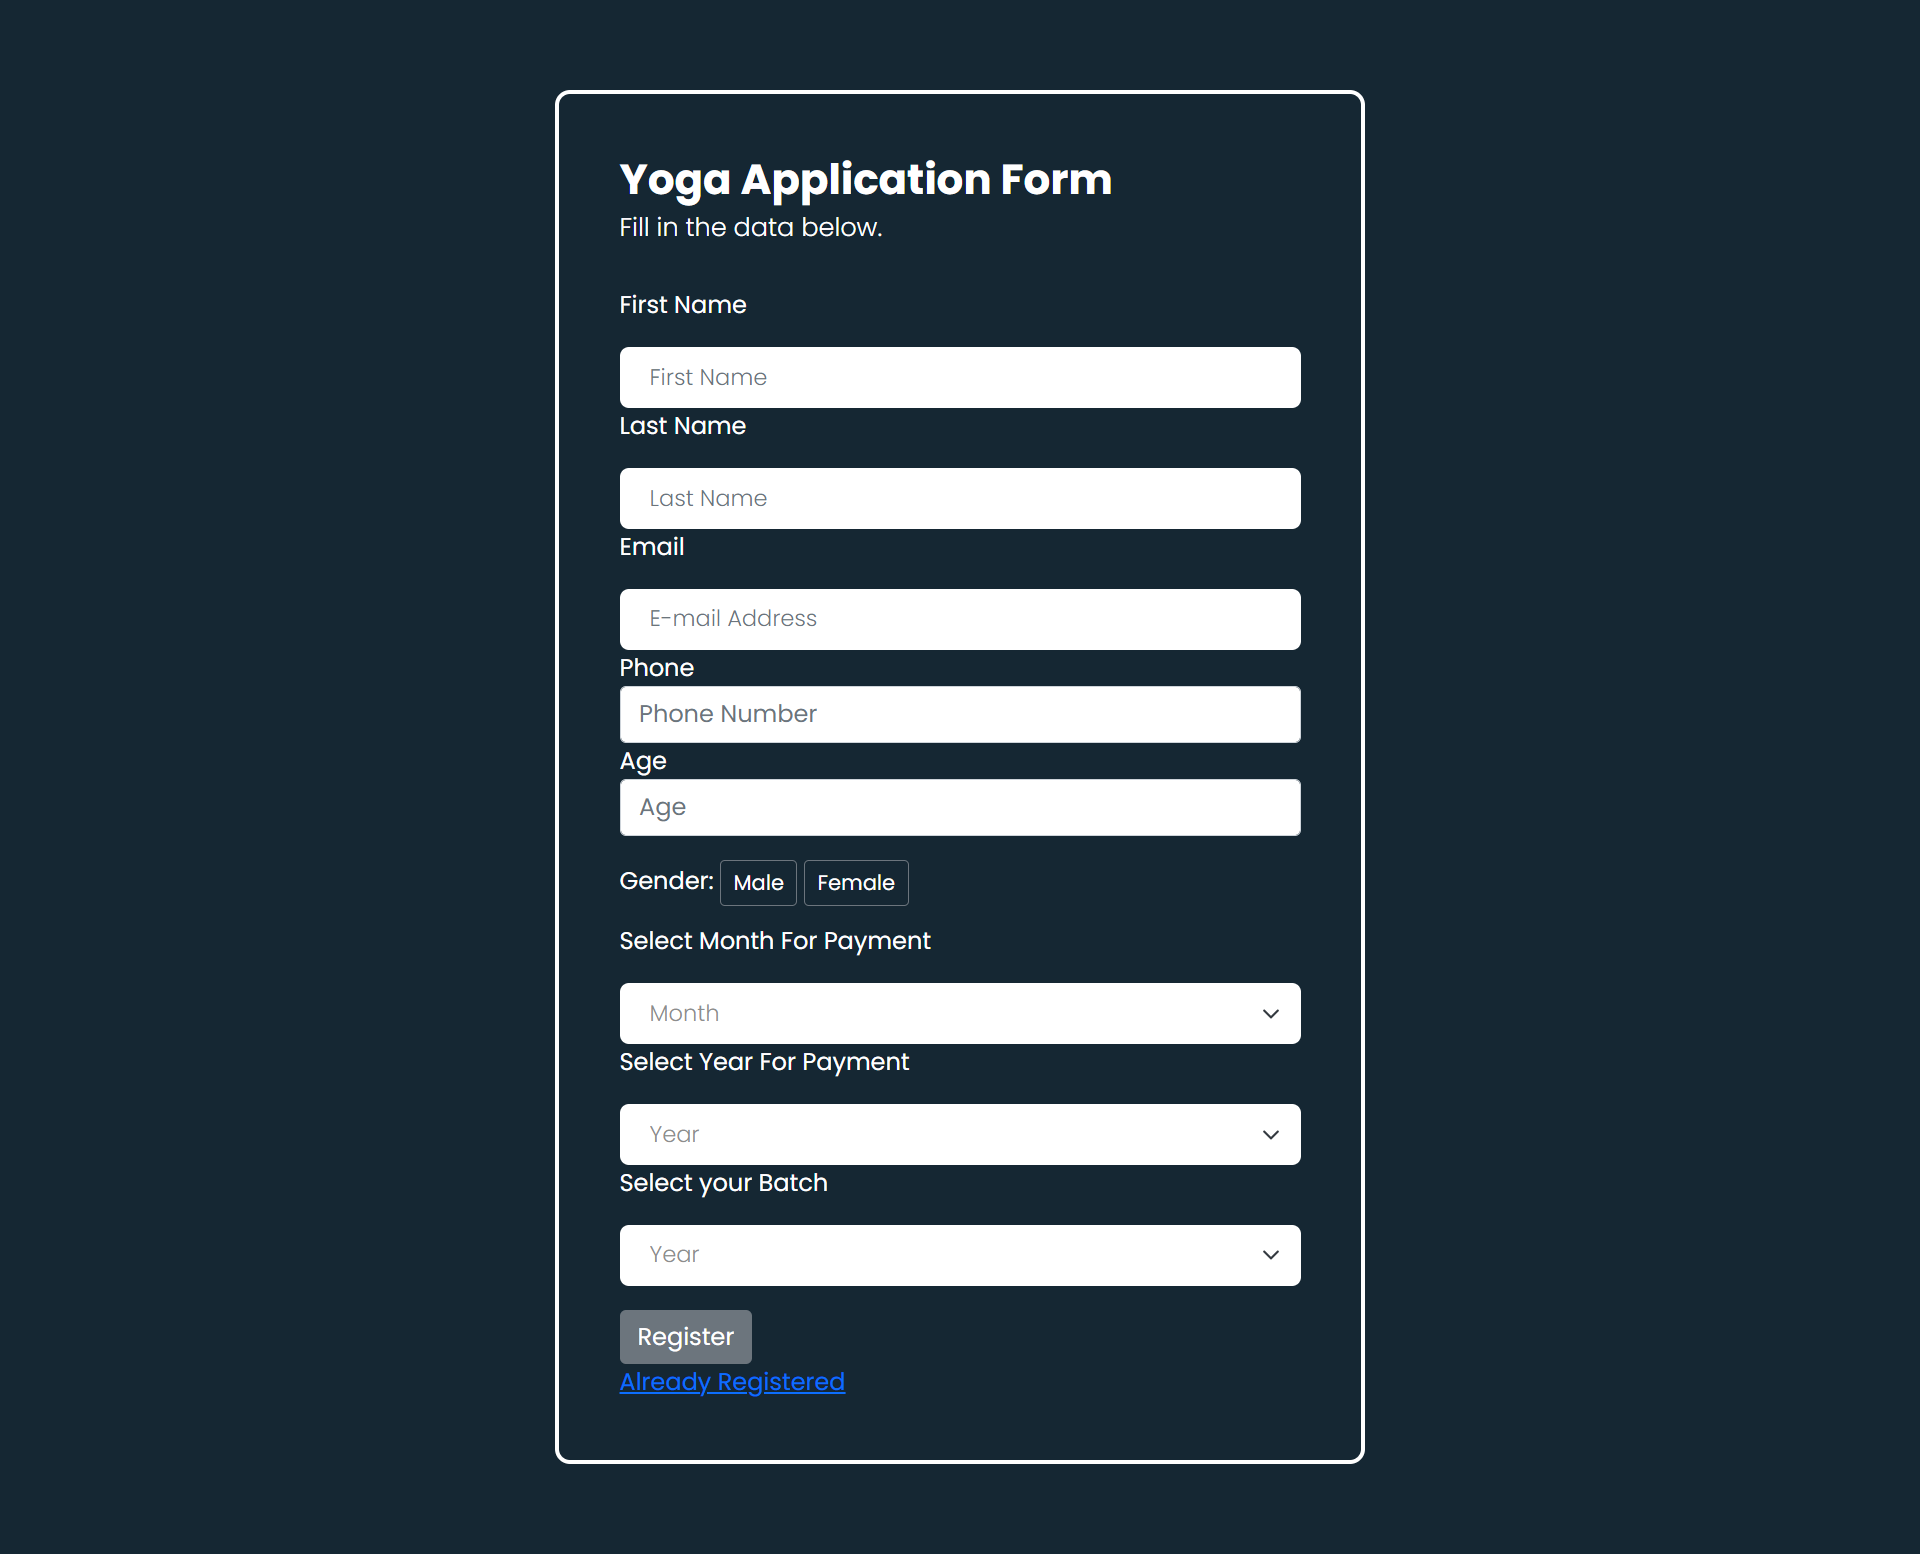 Yoga Application Form
Fill in the data below.
First Name
First Name
Last Name
Last Name
Email
E-mail Address
Phone
Phone Number
Age
Age
Gender: Male Female
Select Month For Payment
Month
Select Year For Payment
Year
Select your Batch
Year
Register
Already Registered